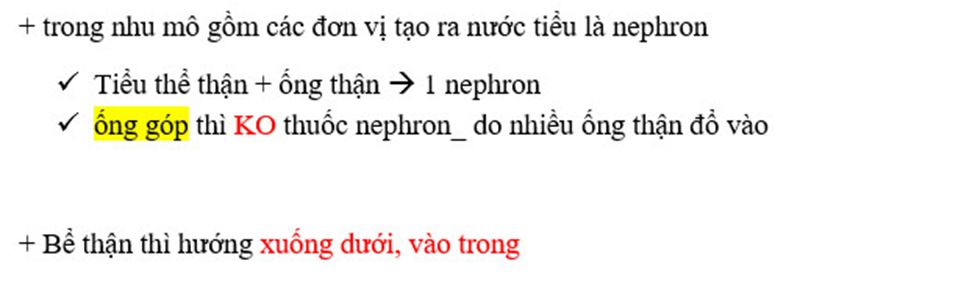 + trong nhu mô gồm các đơn vị tạo ra nước tiểu là nephron
✓ Tiểu thể thận + ống thận → 1 nephron
✓ ống góp thì KO thuốc nephron_ do nhiều ống thận đổ vào
+ Bể thận thì hướng xuống dưới, vào trong